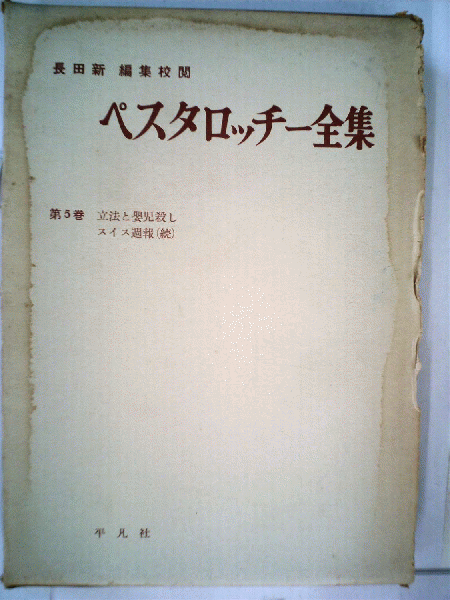 長田新 編集校閲
ペスタロッチー全集
第5巻 立法と嬰児殺し
スイス週報(続)
平凡社